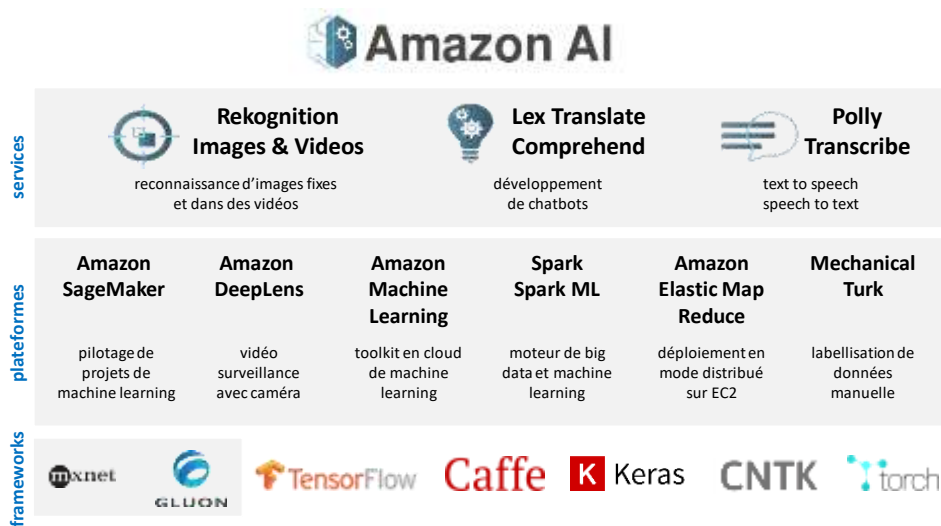 Amazon AI
services
Rekognition
Images & Videos
reconnaissance d'images fixes
et dans des vidéos
Lex Translate
Comprehend
développement
de chatbots
Polly
Transcribe
text to speech
speech to text
plateformes
Amazon
SageMaker
pilotage de
projets de
machine learning
Amazon
DeepLens
vidéo
surveillance
avec caméra
Amazon
Machine
Learning
toolkit en cloud
de machine
learning
Spark
Spark ML
moteur de big
data et machine
learning
Amazon
Elastic Map
Reduce
déploiement en
mode distribué
sur EC2
Mechanical
Turk
labellisation de
données
manuelle
frameworks
mxnet
GLUON
TensorFlow
Caffe
K Keras
CNTK
torch